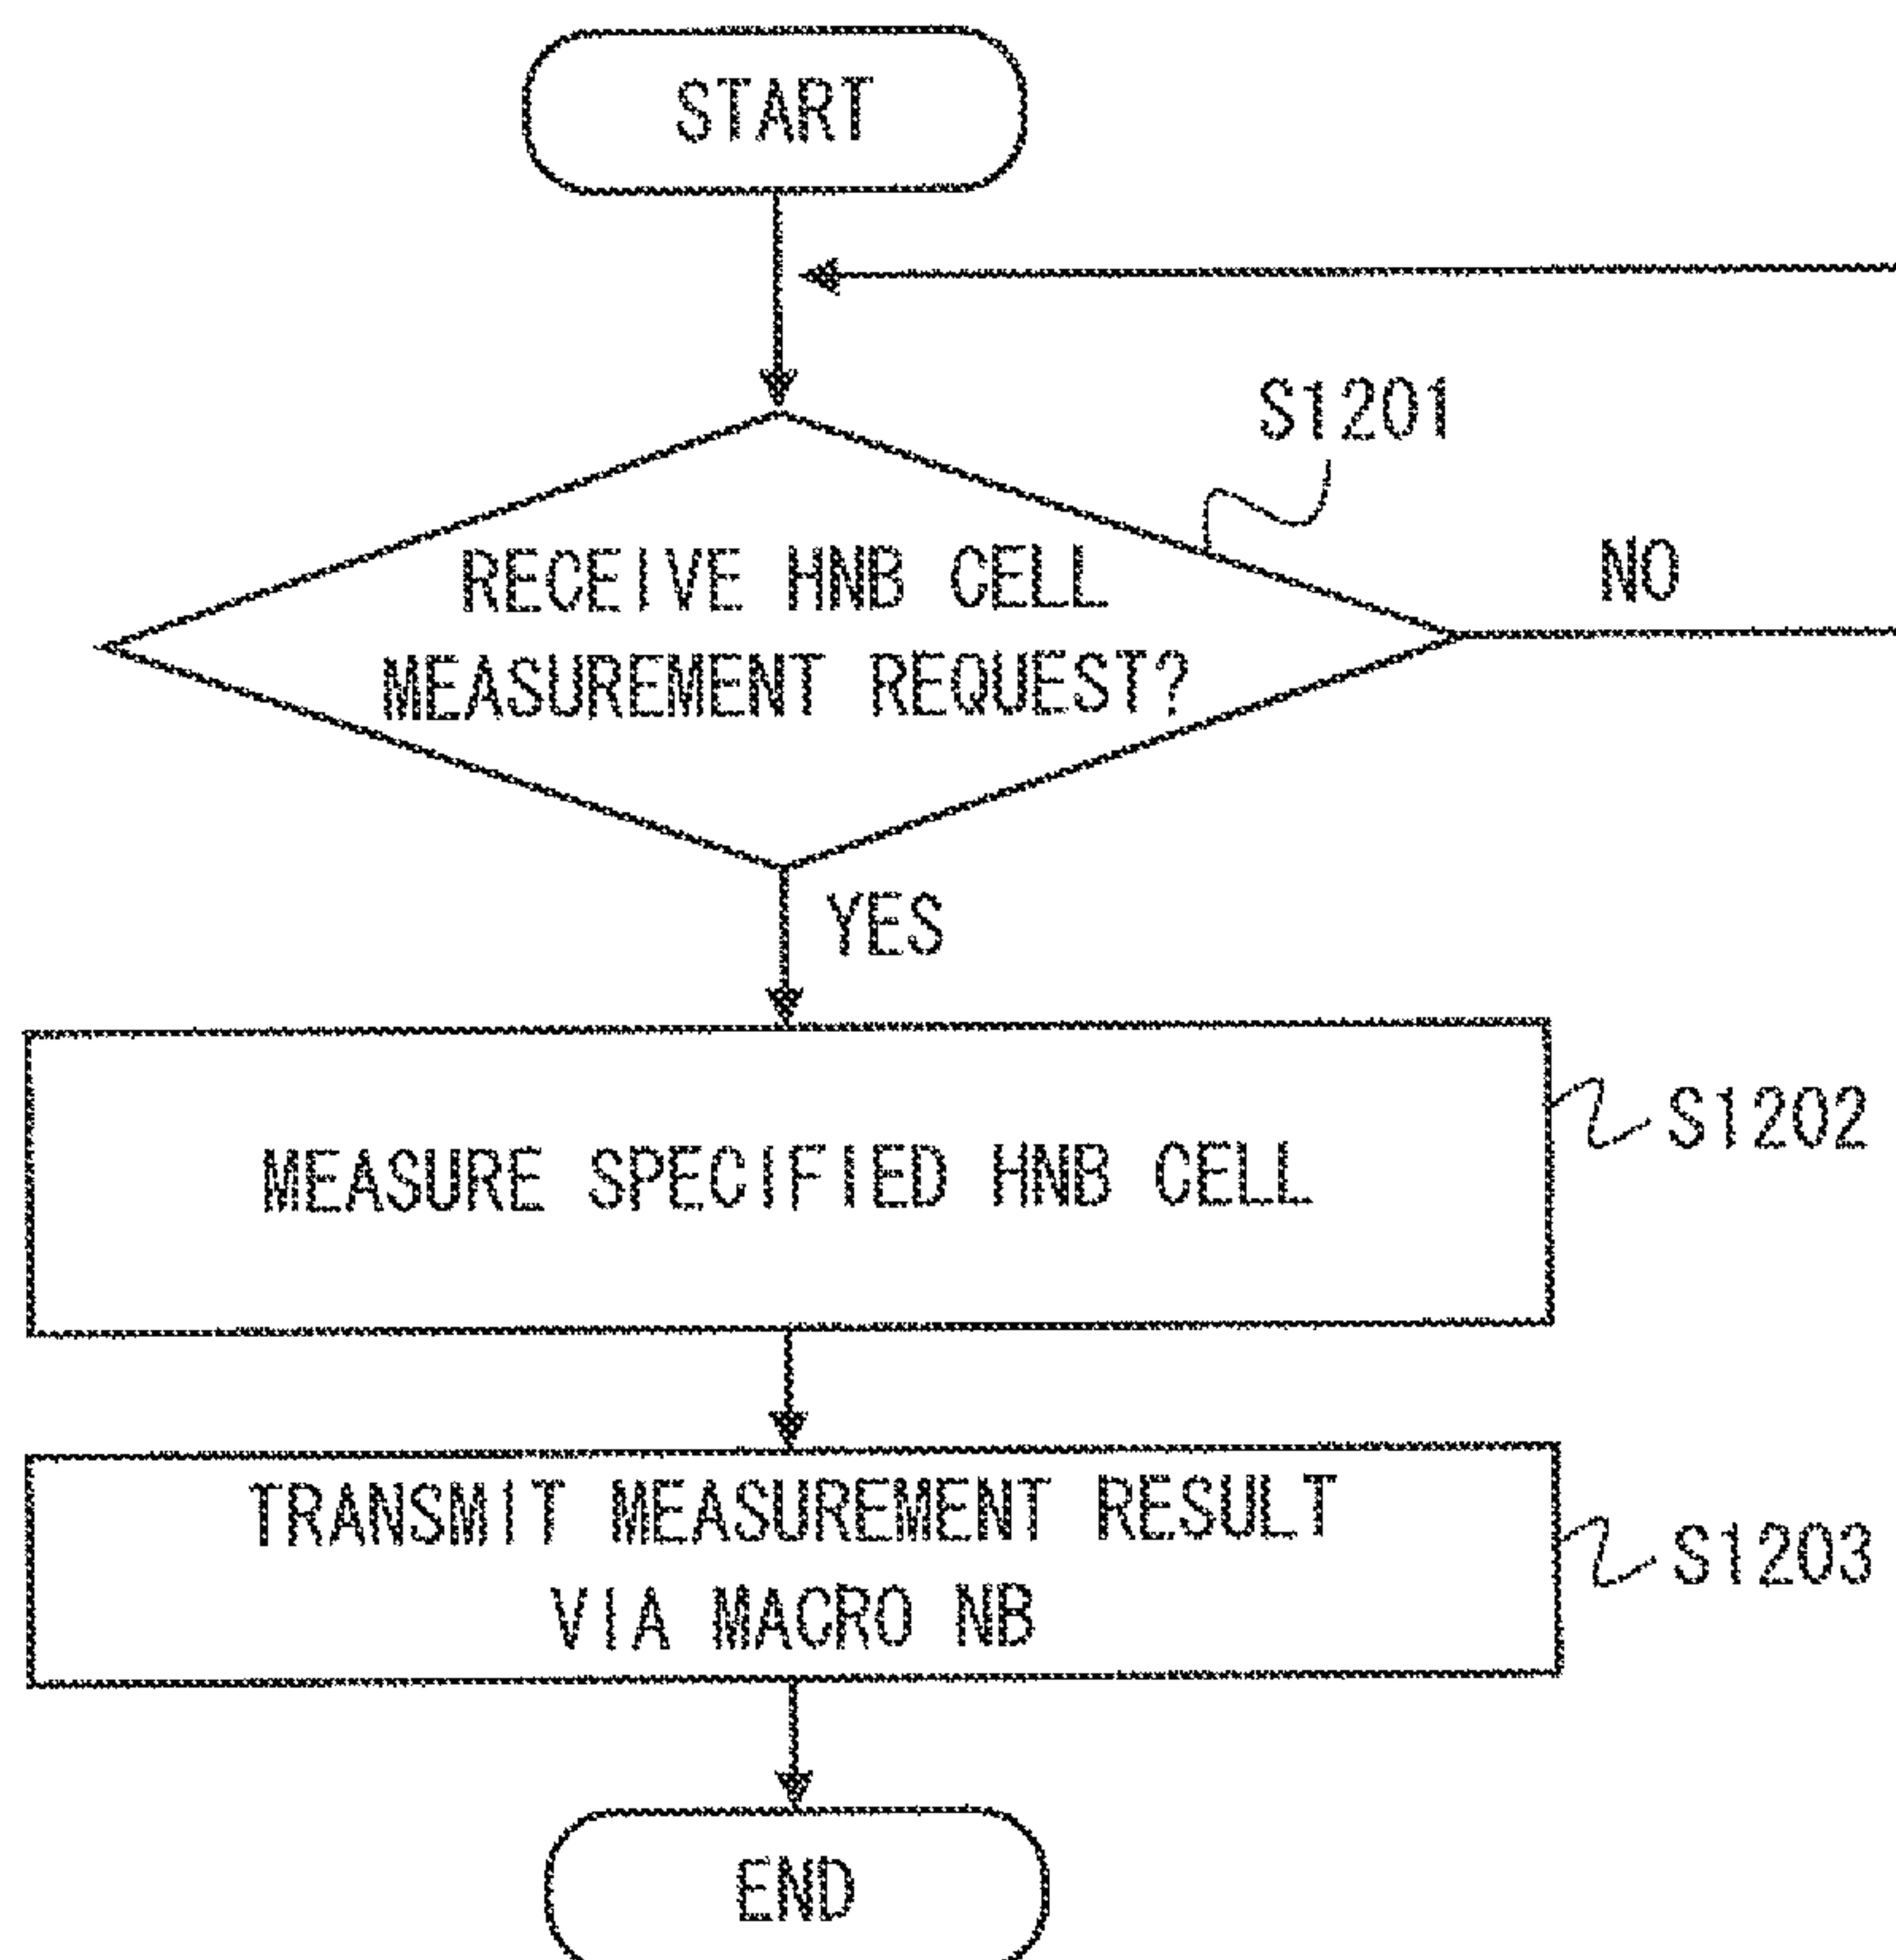 START
S1201
RECEIVE HNB CELL
MEASUREMENT REQUEST?
NO
YES
MEASURE SPECIFIED HNB CELL
S1202
TRANSMIT MEASUREMENT RESULT
VIA MACRO NB
S1203
END